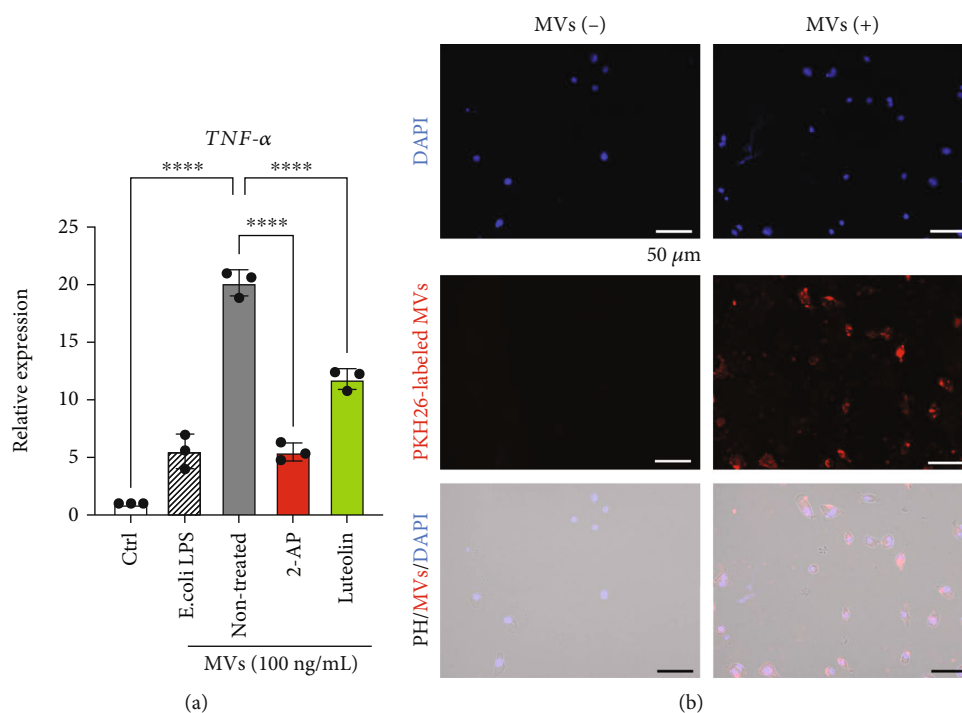 TNF-α
****
****
****
25
20
15
10
5
0
Relative expression
Ctrl
E.coli LPS
Non-treated
2-AP
Luteolin
MVs (100 ng/mL)
(a)
MVs (–)
MVs (+)
DAPI
50 μm
PKH26-labeled MVs
PH/MVs/DAPI
(b)